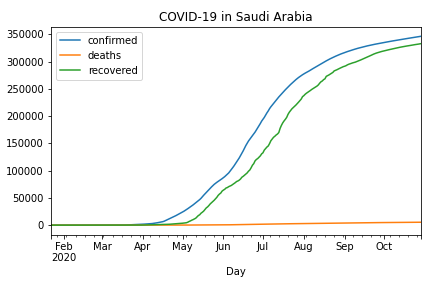 COVID-19 in Saudi Arabia
confirmed
deaths
recovered
350000
300000
250000
200000
150000
100000
50000
0
Feb Mar Apr May Jun Jul Aug Sep Oct
2020
Day